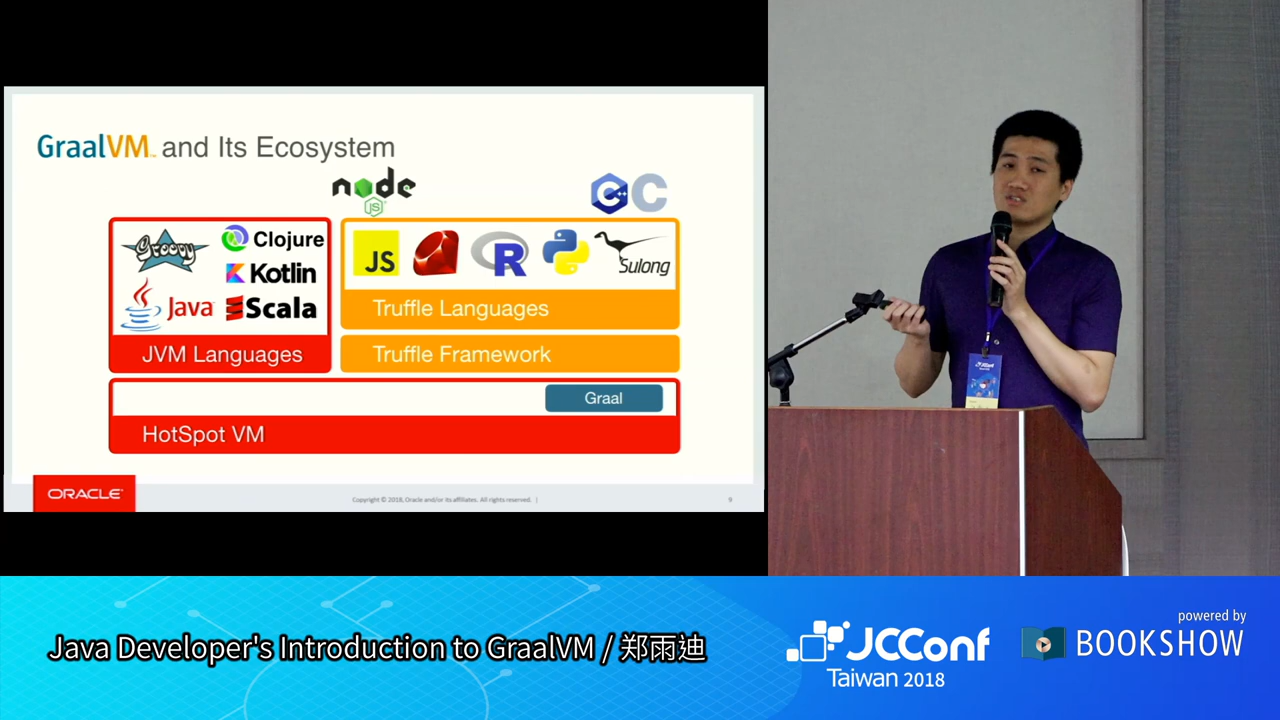 GraalVM™ and Its Ecosystem
node
JS
C++ C
Groovy
Clojure
Kotlin
Java
Scala
JS
R
Sulong
Truffle Languages
JVM Languages
Truffle Framework
Graal
HotSpot VM
ORACLE®
Copyright © 2018, Oracle and/or its affiliates. All rights reserved. |
9
JCConf
Java Developer's Introduction to GraalVM / 郑雨迪
JCConf
Taiwan 2018
powered by
BOOKSHOW